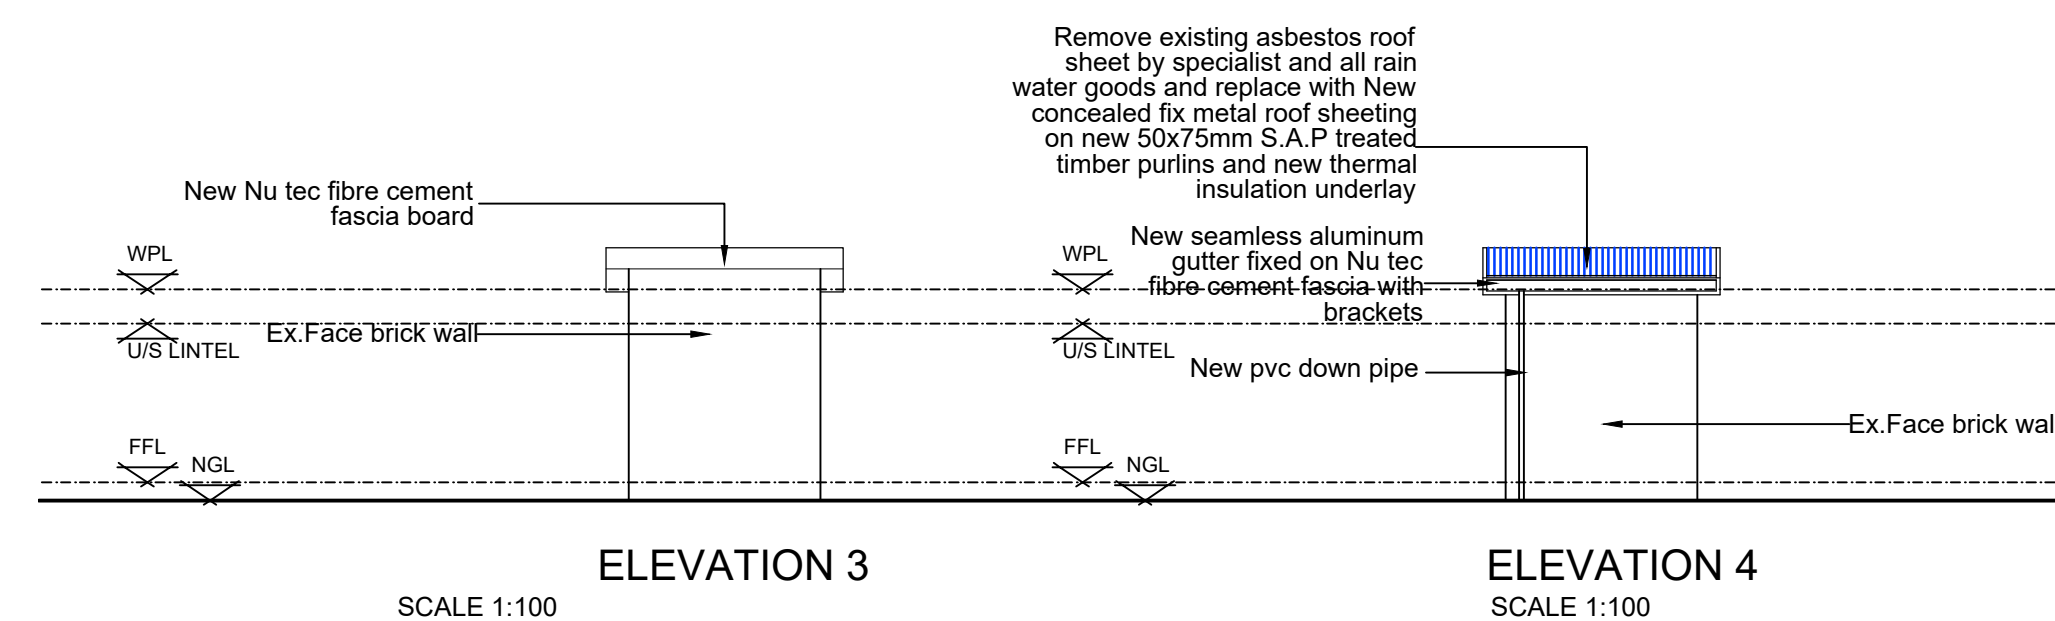 New Nu tec fibre cement
fascia board
WPL
U/S LINTEL
Ex.Face brick wall
FFL
NGL
ELEVATION 3
SCALE 1:100
Remove existing asbestos roof
sheet by specialist and all rain
water goods and replace with New
concealed fix metal roof sheeting
on new 50x75mm S.A.P treated
timber purlins and new thermal
insulation underlay
WPL
New seamless aluminum
gutter fixed on Nu tec
fibre cement fascia with
brackets
U/S LINTEL
New pvc down pipe
Ex.Face brick wal
FFL
NGL
ELEVATION 4
SCALE 1:100